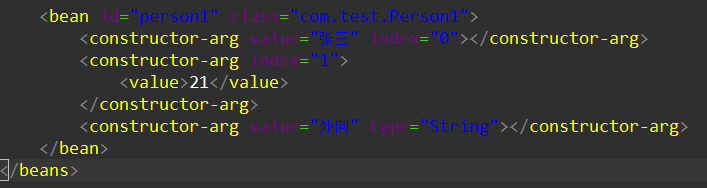 <bean id="person1" class="com.test.Person1">
<constructor-arg value="张三" index="0"></constructor-arg>
<constructor-arg index="1">
<value>21</value>
</constructor-arg>
<constructor-arg value="外向" type="String"></constructor-arg>
</bean>
</beans>